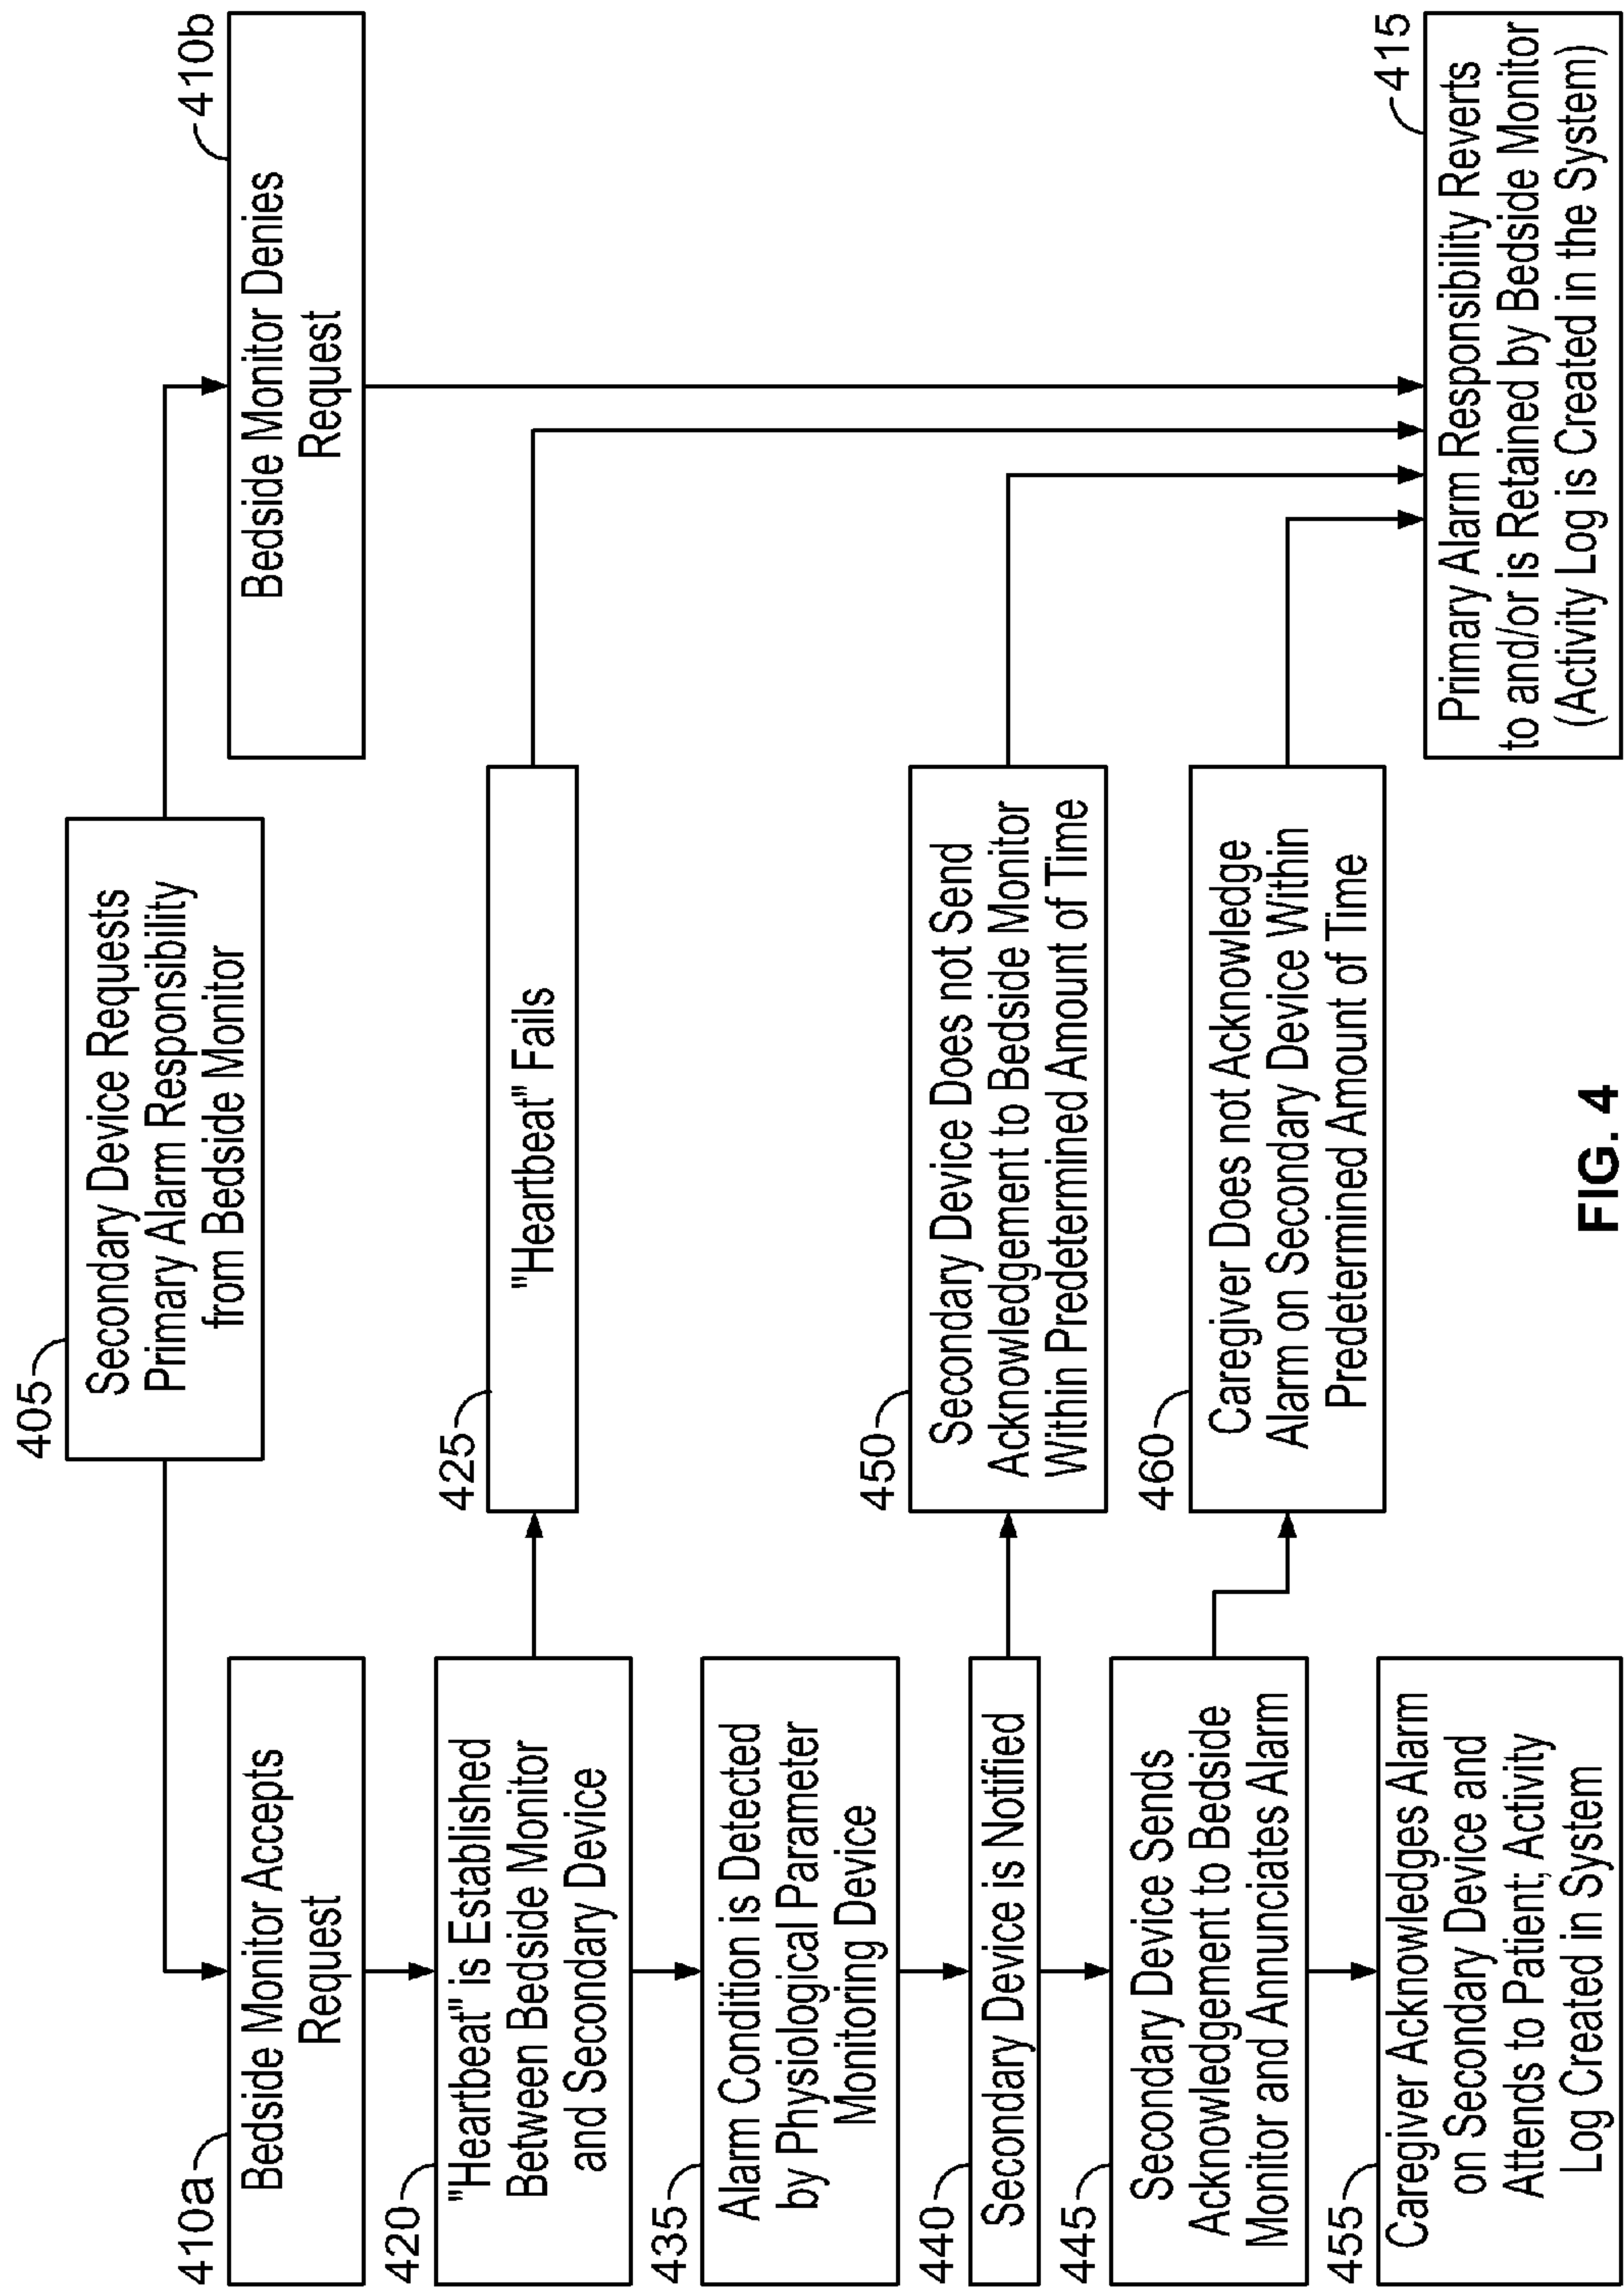 405
Secondary Device Requests
Primary Alarm Responsibility
from Bedside Monitor
410a
Bedside Monitor Accepts
Request
410b
Bedside Monitor Denies
Request
420
"Heartbeat" is Established
Between Bedside Monitor
and Secondary Device
425
"Heartbeat" Fails
435
Alarm Condition is Detected
by Physiological Parameter
Monitoring Device
440
Secondary Device is Notified
450
Secondary Device Does not Send
Acknowledgement to Bedside Monitor
Within Predetermined Amount of Time
445
Secondary Device Sends
Acknowledgement to Bedside
Monitor and Annunciates Alarm
460
Caregiver Does not Acknowledge
Alarm on Secondary Device Within
Predetermined Amount of Time
455
Caregiver Acknowledges Alarm
on Secondary Device and
Attends to Patient; Activity
Log Created in System
415
Primary Alarm Responsibility Reverts
to and/or is Retained by Bedside Monitor
(Activity Log is Created in the System)
FIG. 4